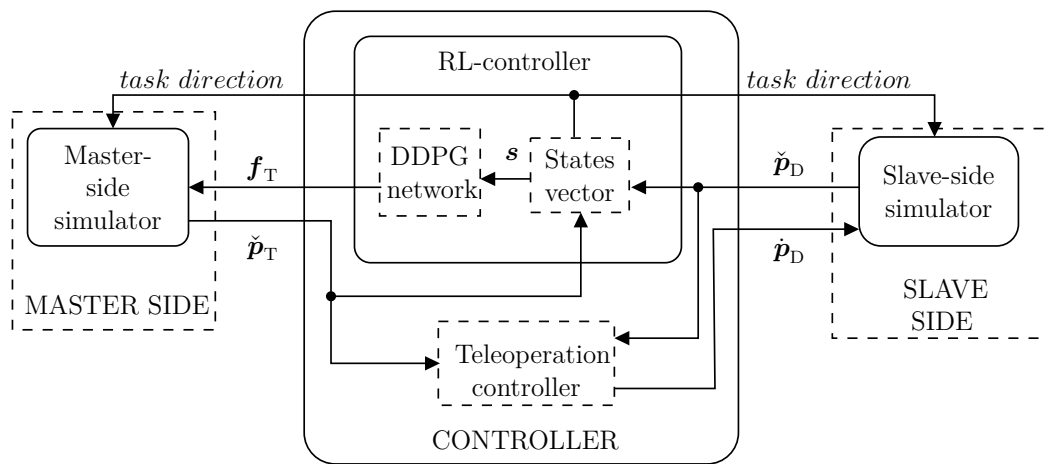 RL-controller
task direction
task direction
Master-
side
simulator
f_T
p̌_T
MASTER SIDE
DDPG
network
s
States
vector
p̌_D
ṗ_D
Slave-side
simulator
SLAVE
SIDE
Teleoperation
controller
CONTROLLER